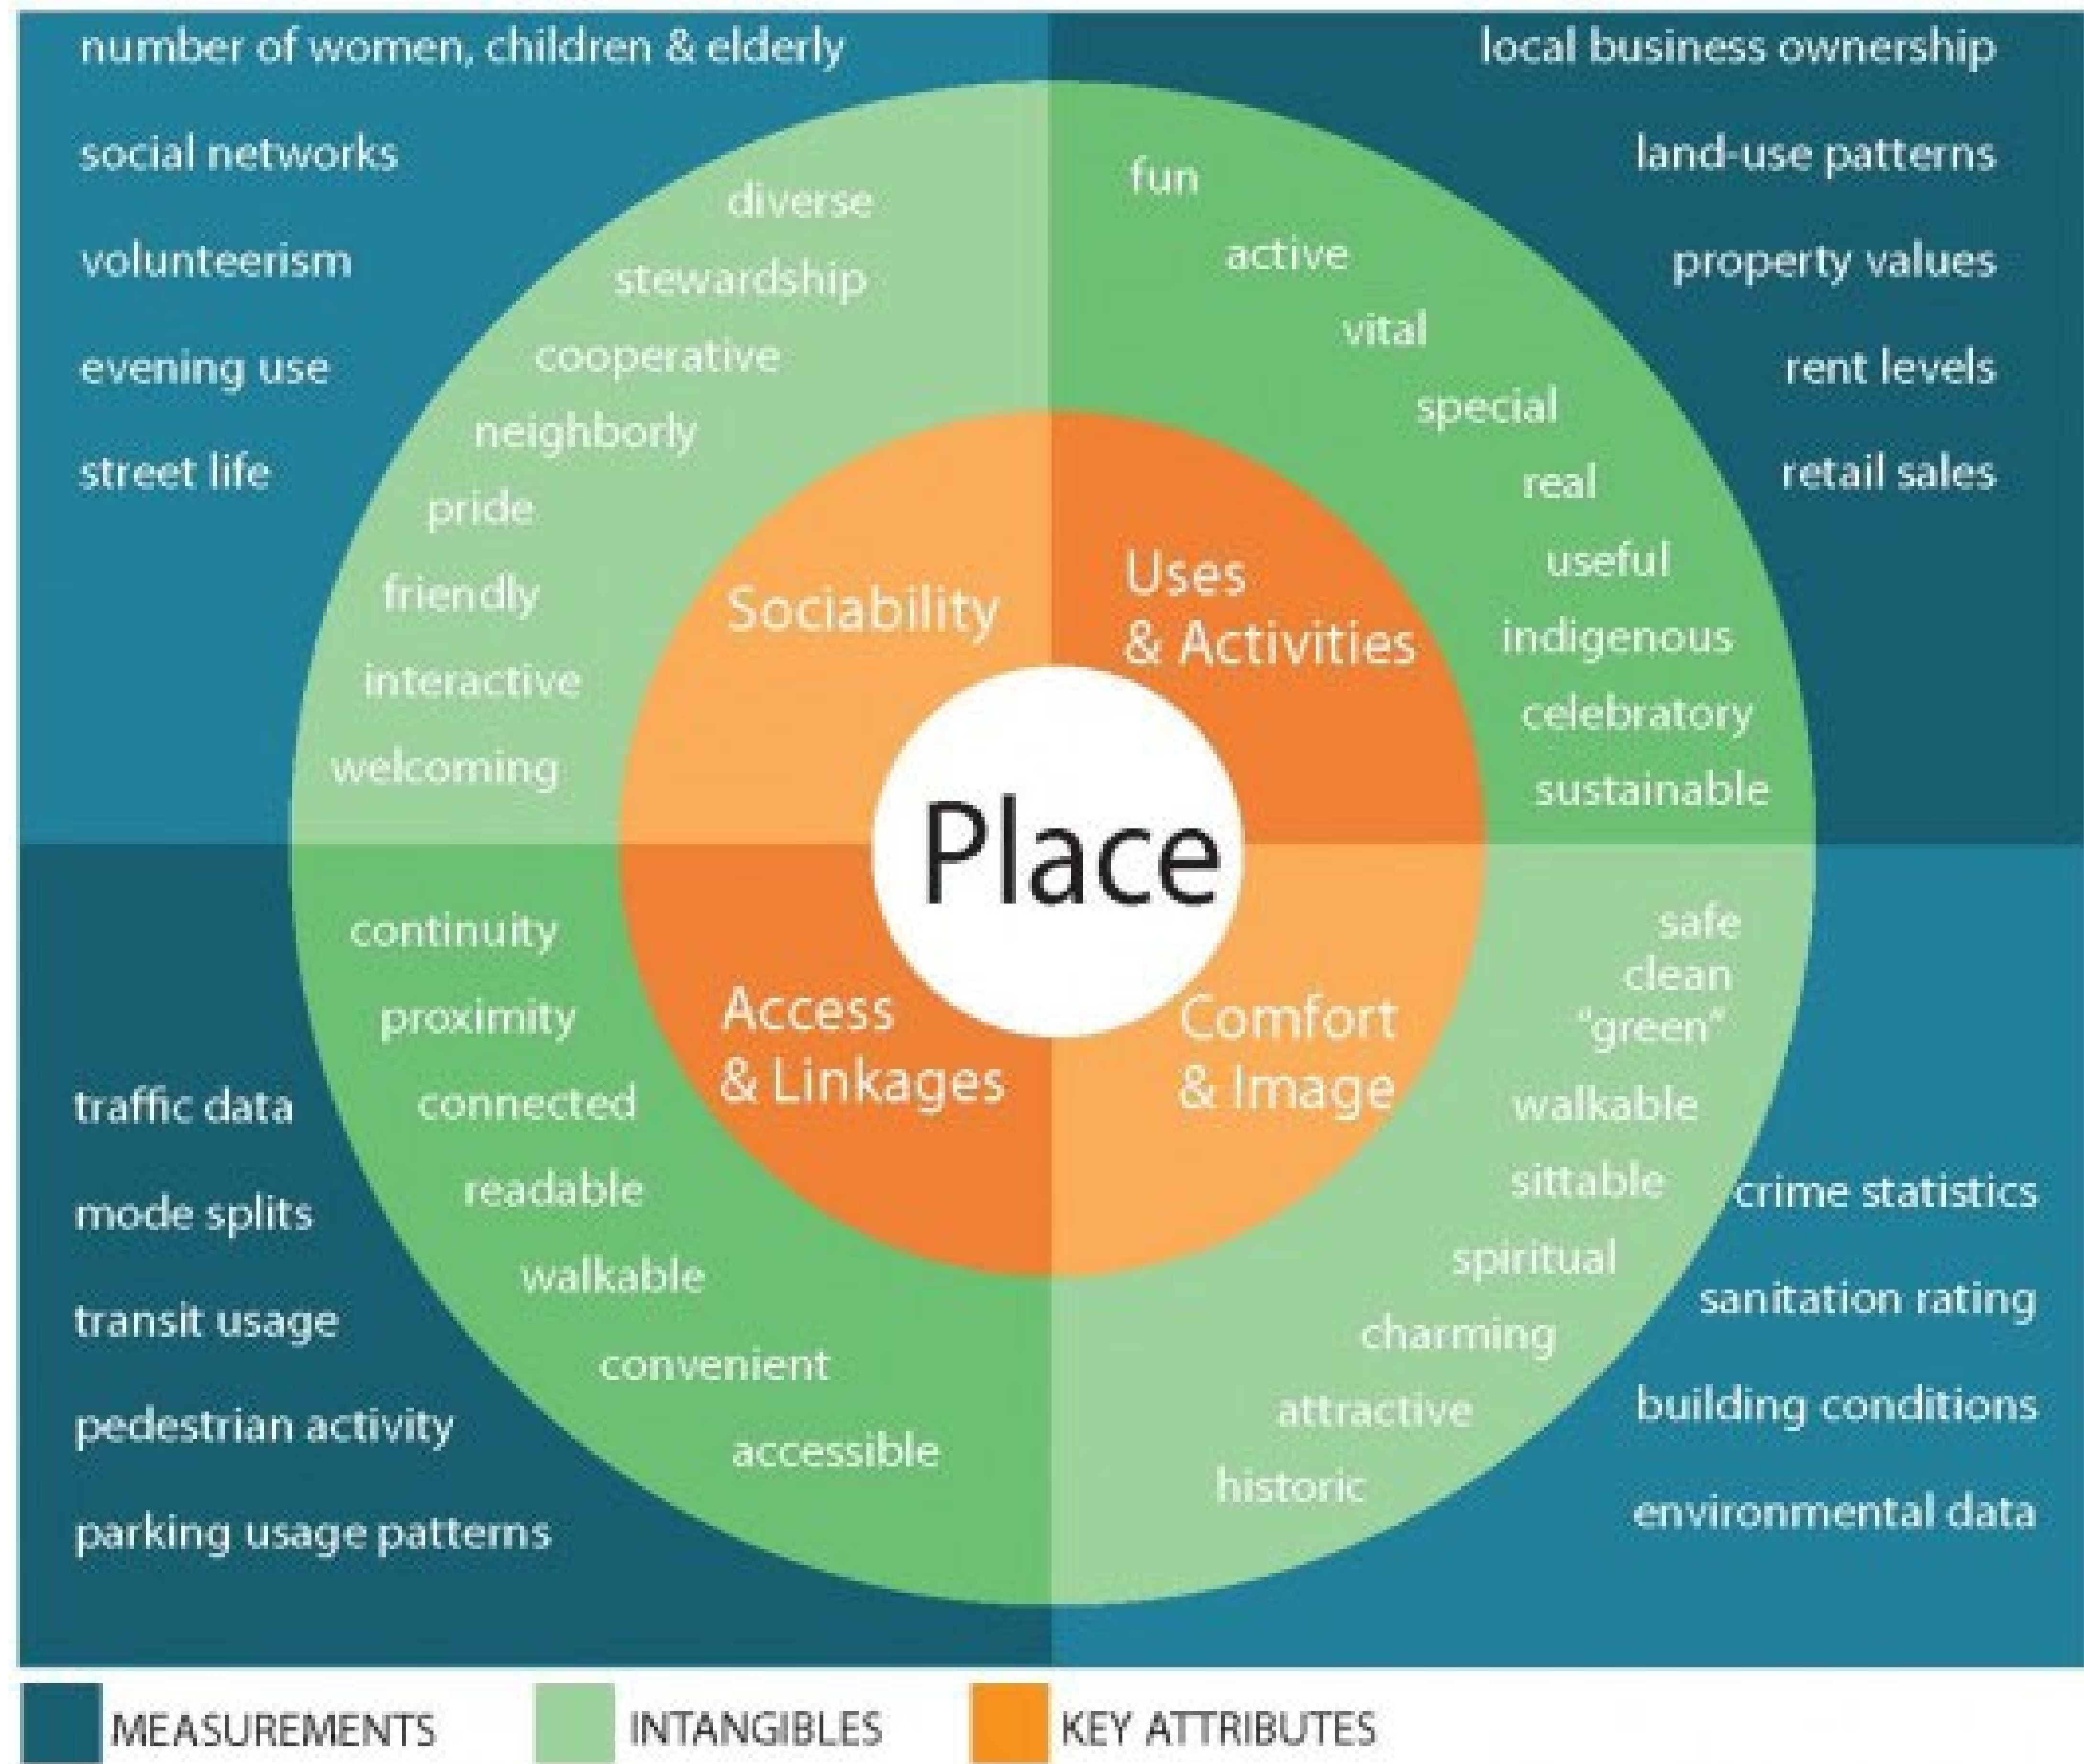 number of women, children & elderly
social networks
volunteerism
evening use
street life
local business ownership
land-use patterns
property values
rent levels
retail sales
diverse
stewardship
cooperative
neighborly
pride
friendly
interactive
welcoming
fun
active
vital
special
real
useful
indigenous
celebratory
sustainable
Sociability
Uses
& Activities
Place
Access
& Linkages
Comfort
& Image
continuity
proximity
connected
readable
walkable
convenient
accessible
safe
clean
“green”
walkable
sittable
spiritual
charming
attractive
historic
traffic data
mode splits
transit usage
pedestrian activity
parking usage patterns
crime statistics
sanitation rating
building conditions
environmental data
MEASUREMENTS
INTANGIBLES
KEY ATTRIBUTES